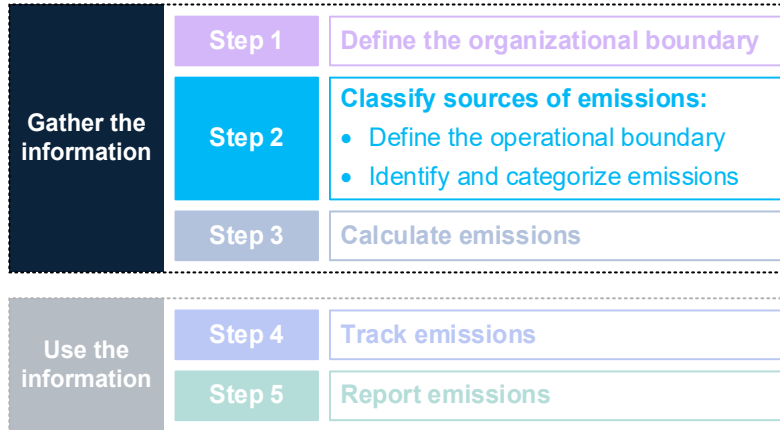 Gather the
information
Step 1
Define the organizational boundary
Step 2
Classify sources of emissions:
• Define the operational boundary
• Identify and categorize emissions
Step 3
Calculate emissions
Use the
information
Step 4
Track emissions
Step 5
Report emissions